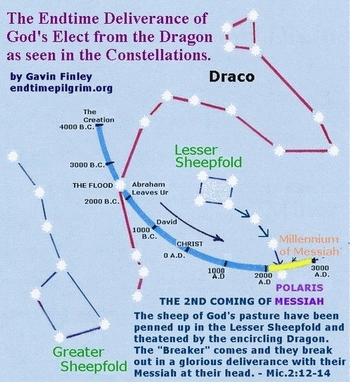 The Endtime Deliverance of
God's Elect from the Dragon
as seen in the Constellations.
by Gavin Finley
endtimepilgrim.org
Draco
The
Creation
4000 B.C.
Lesser
Sheepfold
3000 B.C.
THE FLOOD
Abraham
Leaves Ur
2000 B.C.
David
1000
B.C.
CHRIST
0 A.D.
Millennium
of Messiah
1000
A.D.
2000
A.D.
3000
A.D.
POLARIS
THE 2ND COMING OF MESSIAH
The sheep of God's pasture have been
penned up in the Lesser Sheepfold and
theatened by the encircling Dragon.
The "Breaker" comes and they break
out in a glorious deliverance with their
Messiah at their head. - Mic.2:12-14
Greater
Sheepfold